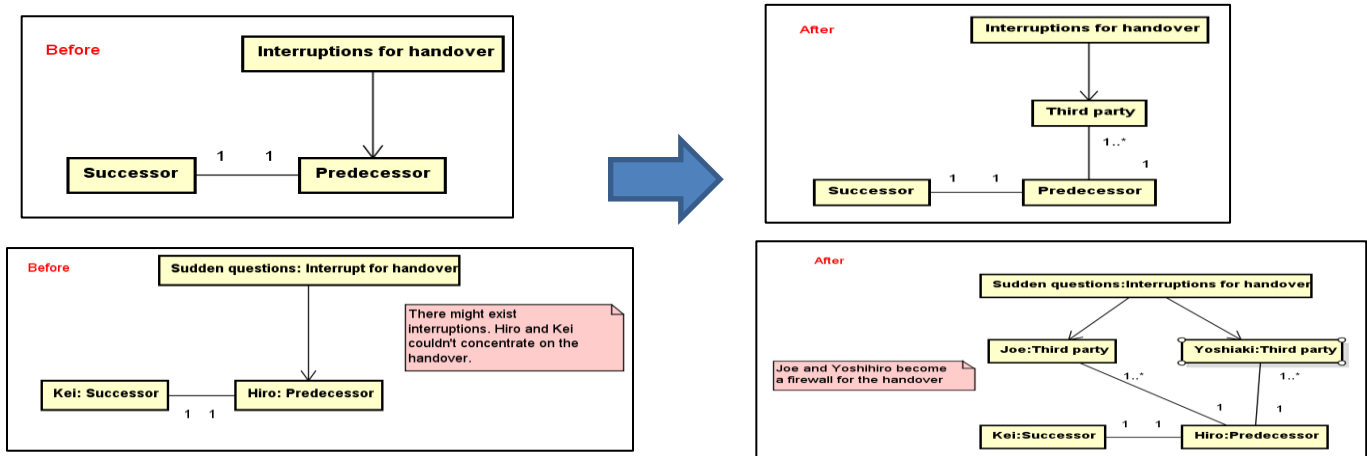 Before
Interruptions for handover
1 1
Successor
Predecessor
After
Interruptions for handover
Third party
1..*
1
1 1
Successor
Predecessor
Before
Sudden questions: Interrupt for handover
There might exist
interruptions. Hiro and Kei
couldn't concentrate on the
handover.
Kei: Successor
Hiro: Predecessor
1 1
After
Sudden questions:Interruptions for handover
Joe:Third party
Yoshiaki:Third party
Joe and Yoshihiro become
a firewall for the handover
1..*
1..*
1
1
1 1
Kei:Successor
Hiro:Predecessor